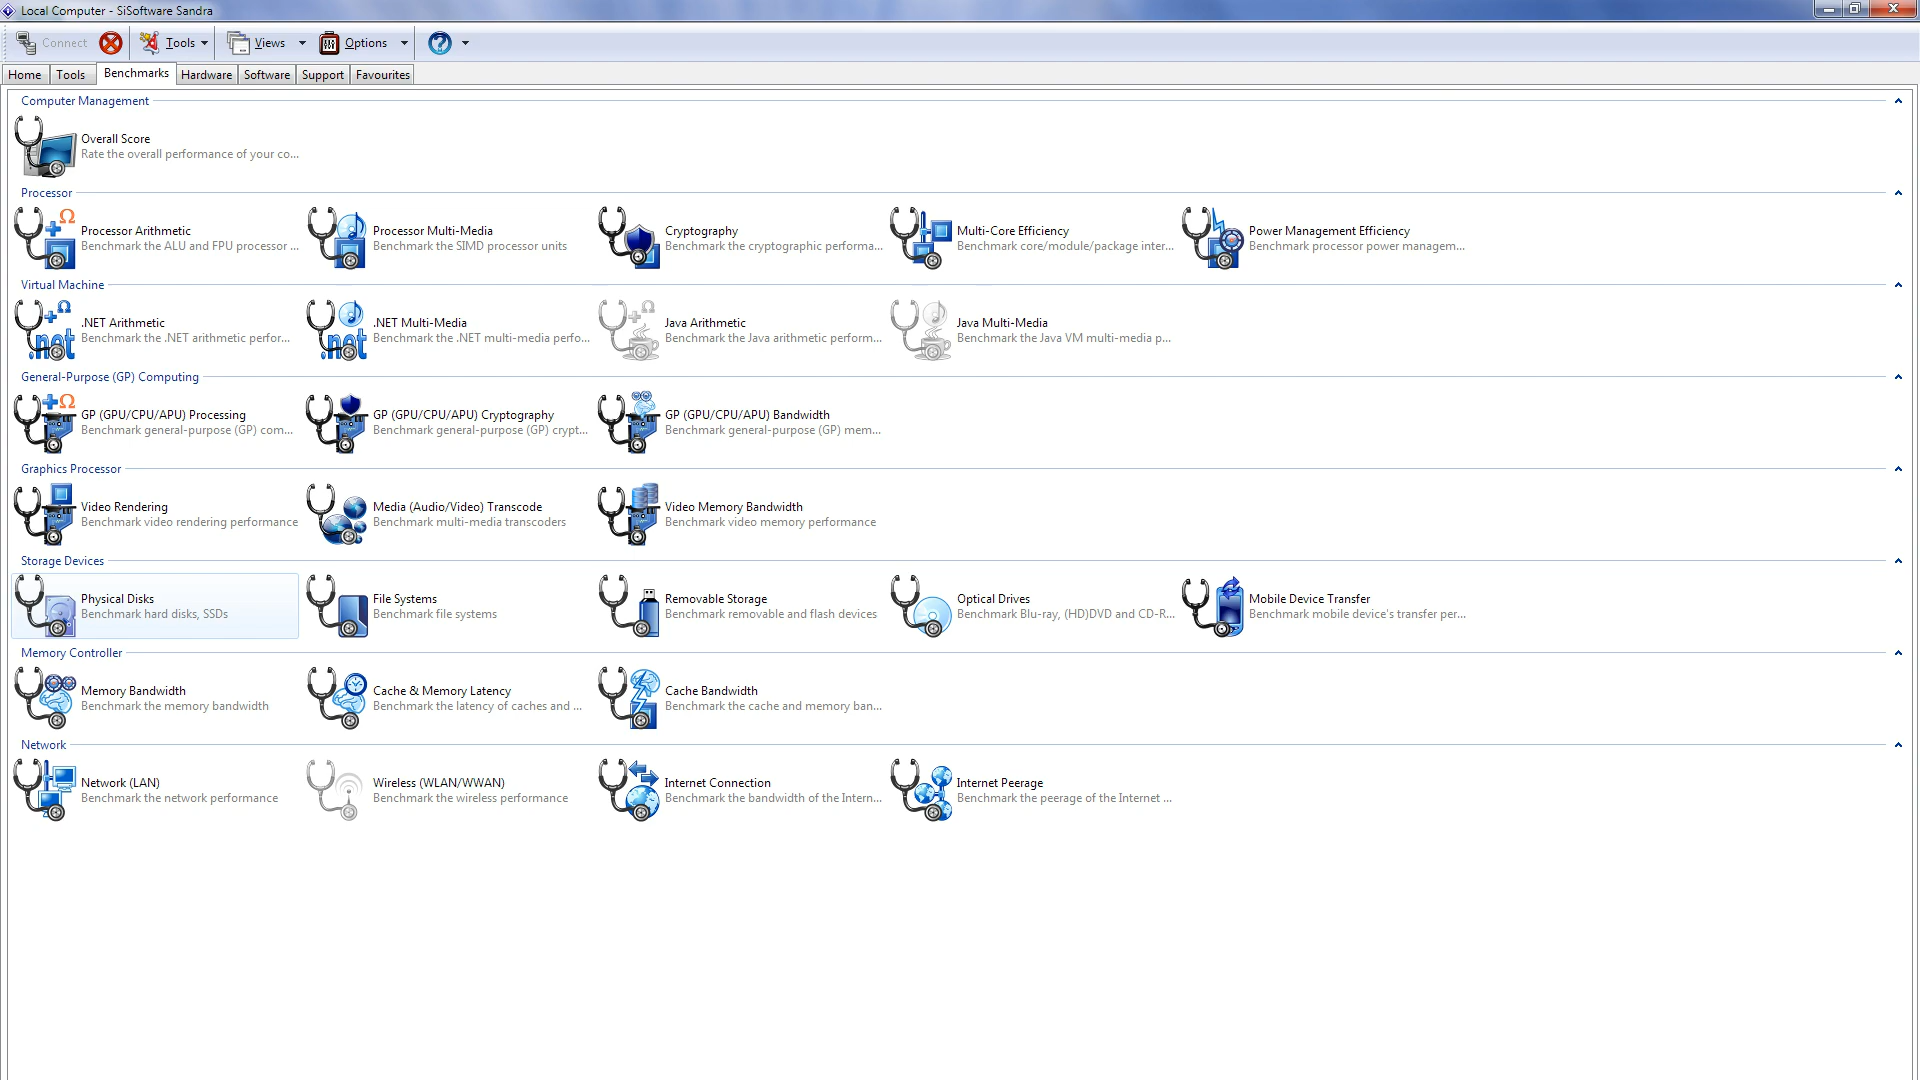 Local Computer - SiSoftware Sandra
Connect Tools Views Options
Home Tools Benchmarks Hardware Software Support Favourites
Computer Management
Overall Score
Rate the overall performance of your co...
Processor
Processor Arithmetic
Benchmark the ALU and FPU processor ...
Processor Multi-Media
Benchmark the SIMD processor units
Cryptography
Benchmark the cryptographic performa...
Multi-Core Efficiency
Benchmark core/module/package inter...
Power Management Efficiency
Benchmark processor power managem...
Virtual Machine
.net
.NET Arithmetic
Benchmark the .NET arithmetic perfor...
.net
.NET Multi-Media
Benchmark the .NET multi-media perfo...
Java Arithmetic
Benchmark the Java arithmetic perform...
Java Multi-Media
Benchmark the Java VM multi-media p...
General-Purpose (GP) Computing
GP (GPU/CPU/APU) Processing
Benchmark general-purpose (GP) com...
GP (GPU/CPU/APU) Cryptography
Benchmark general-purpose (GP) crypt...
GP (GPU/CPU/APU) Bandwidth
Benchmark general-purpose (GP) mem...
Graphics Processor
Video Rendering
Benchmark video rendering performance
Media (Audio/Video) Transcode
Benchmark multi-media transcoders
Video Memory Bandwidth
Benchmark video memory performance
Storage Devices
Physical Disks
Benchmark hard disks, SSDs
File Systems
Benchmark file systems
Removable Storage
Benchmark removable and flash devices
Optical Drives
Benchmark Blu-ray, (HD)DVD and CD-R...
Mobile Device Transfer
Benchmark mobile device's transfer per...
Memory Controller
Memory Bandwidth
Benchmark the memory bandwidth
Cache & Memory Latency
Benchmark the latency of caches and ...
Cache Bandwidth
Benchmark the cache and memory ban...
Network
Network (LAN)
Benchmark the network performance
Wireless (WLAN/WWAN)
Benchmark the wireless performance
Internet Connection
Benchmark the bandwidth of the Intern...
Internet Peerage
Benchmark the peerage of the Internet ...